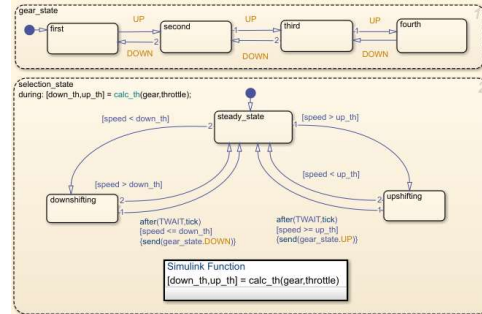 gear_state
1
UP
UP
UP
first
second
third
fourth
2
1
2
1
2
1
DOWN
DOWN
DOWN
selection_state
2
during: [down_th,up_th] = calc_th(gear,throttle);
steady_state
[speed < down_th]
2
1
[speed > up_th]
[speed > down_th]
[speed < up_th]
downshifting
2
1
2
1
upshifting
after(TWAIT,tick)
[speed <= down_th]
{send(gear_state.DOWN)}
after(TWAIT,tick)
[speed >= up_th]
{send(gear_state.UP)}
Simulink Function
[down_th,up_th] = calc_th(gear,throttle)